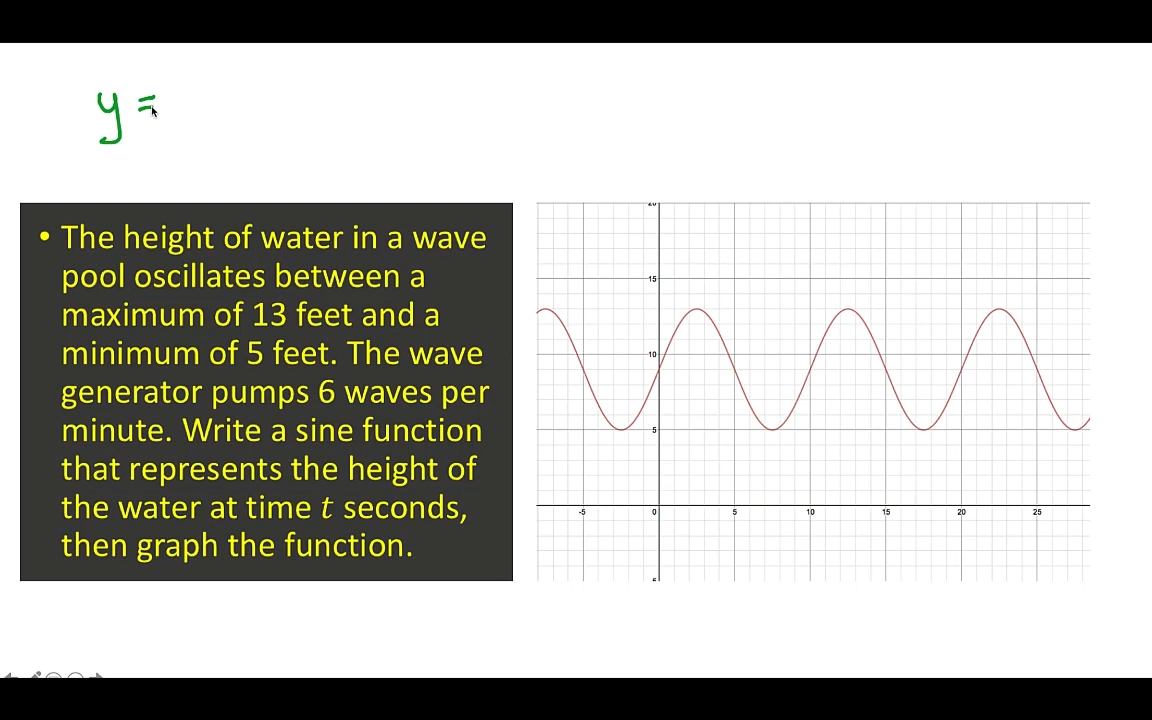 y =
• The height of water in a wave
pool oscillates between a
maximum of 13 feet and a
minimum of 5 feet. The wave
generator pumps 6 waves per
minute. Write a sine function
that represents the height of
the water at time t seconds,
then graph the function.
20
15
10
5
-5 0 5 10 15 20 25